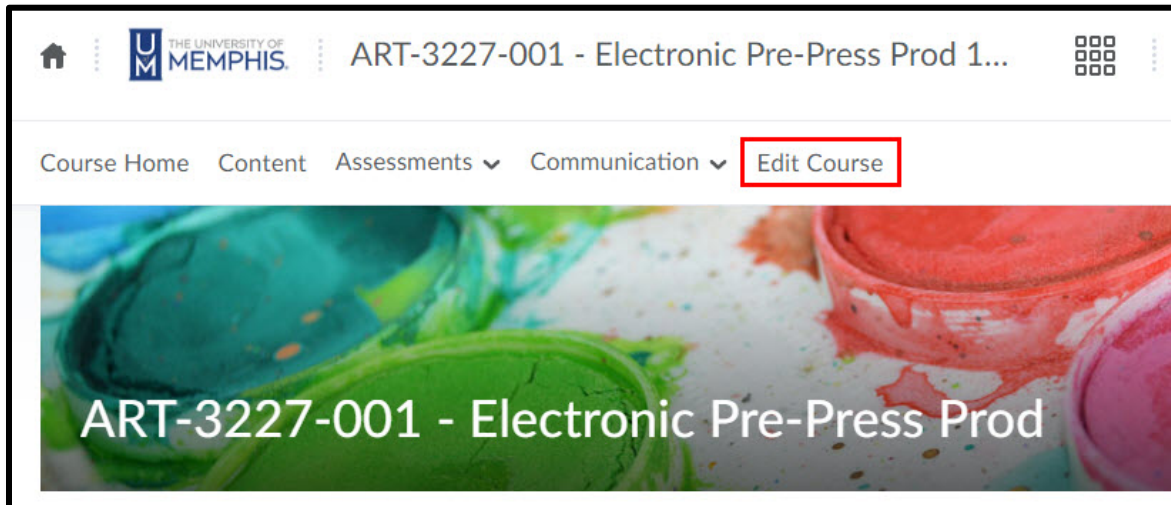 UM THE UNIVERSITY OF MEMPHIS. ART-3227-001 - Electronic Pre-Press Prod 1...
Course Home Content Assessments Communication Edit Course
ART-3227-001 - Electronic Pre-Press Prod